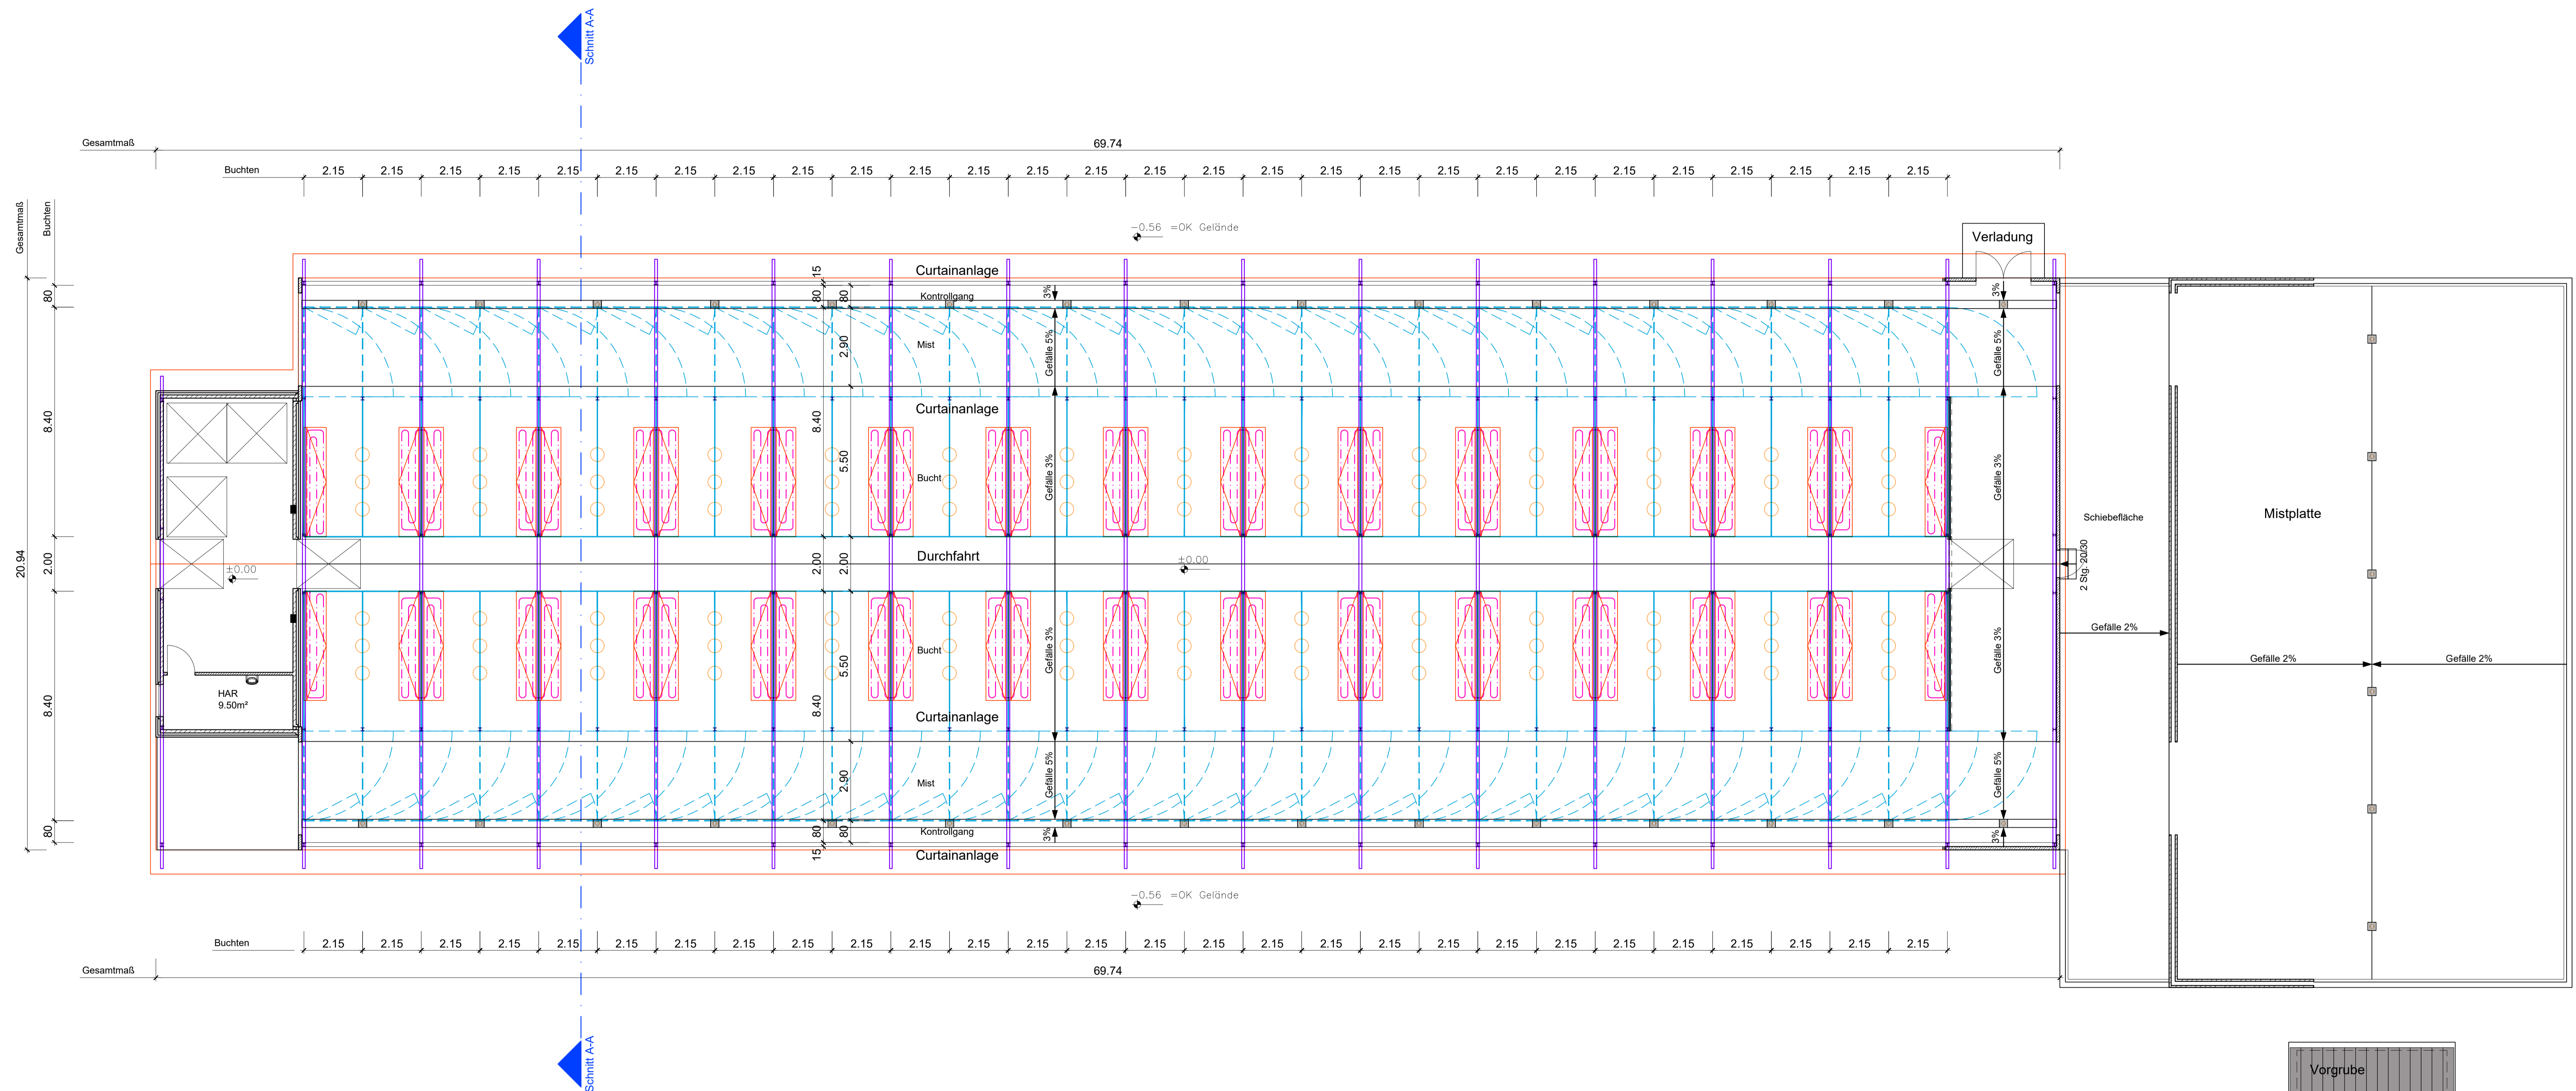 Schnitt A-A
Gesamtmaß
69.74
Buchten
2.15 2.15 2.15 2.15 2.15 2.15 2.15 2.15 2.15 2.15 2.15 2.15 2.15 2.15 2.15 2.15 2.15 2.15 2.15 2.15 2.15 2.15 2.15 2.15 2.15 2.15 2.15 2.15
Gesamtmaß
20.94
Buchten
80
8.40
2.00
8.40
80
-0.56 =OK Gelände
Verladung
Curtainanlage
Kontrollgang
Mist
Curtainanlage
Bucht
Durchfahrt
Bucht
Curtainanlage
Mist
Kontrollgang
Curtainanlage
15
80
8.40
2.00
8.40
80
15
80
2.90
5.50
2.00
5.50
2.90
80
3%
Gefälle 5%
Gefälle 3%
Gefälle 3%
Gefälle 5%
3%
3%
Gefälle 5%
Gefälle 3%
Gefälle 3%
Gefälle 5%
3%
±0.00
±0.00
HAR
9.50m²
2 Stg. 20/30
Schiebefläche
Gefälle 2%
Mistplatte
Gefälle 2%
Gefälle 2%
-0.56 =OK Gelände
Buchten
2.15 2.15 2.15 2.15 2.15 2.15 2.15 2.15 2.15 2.15 2.15 2.15 2.15 2.15 2.15 2.15 2.15 2.15 2.15 2.15 2.15 2.15 2.15 2.15 2.15 2.15 2.15 2.15
Gesamtmaß
69.74
Schnitt A-A
Vorgrube